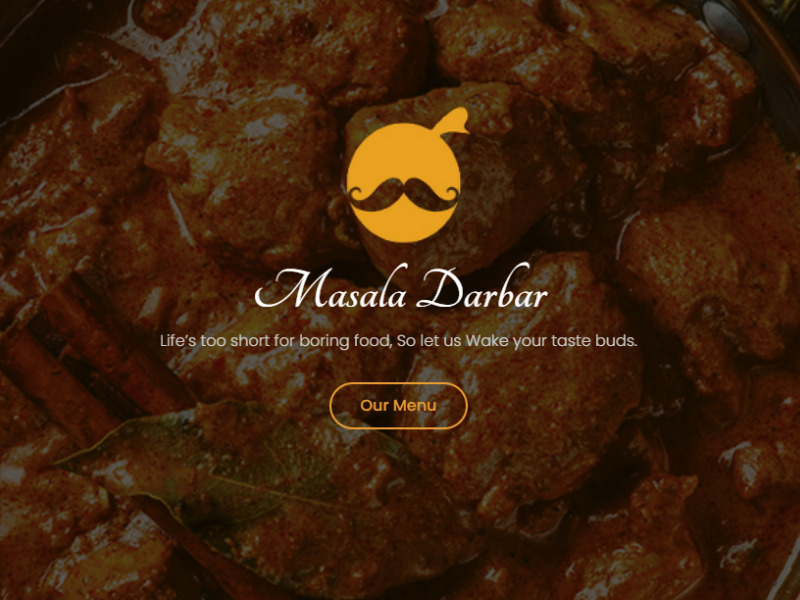 Masala Darbar
Life's too short for boring food, So let us Wake your taste buds.
Our Menu